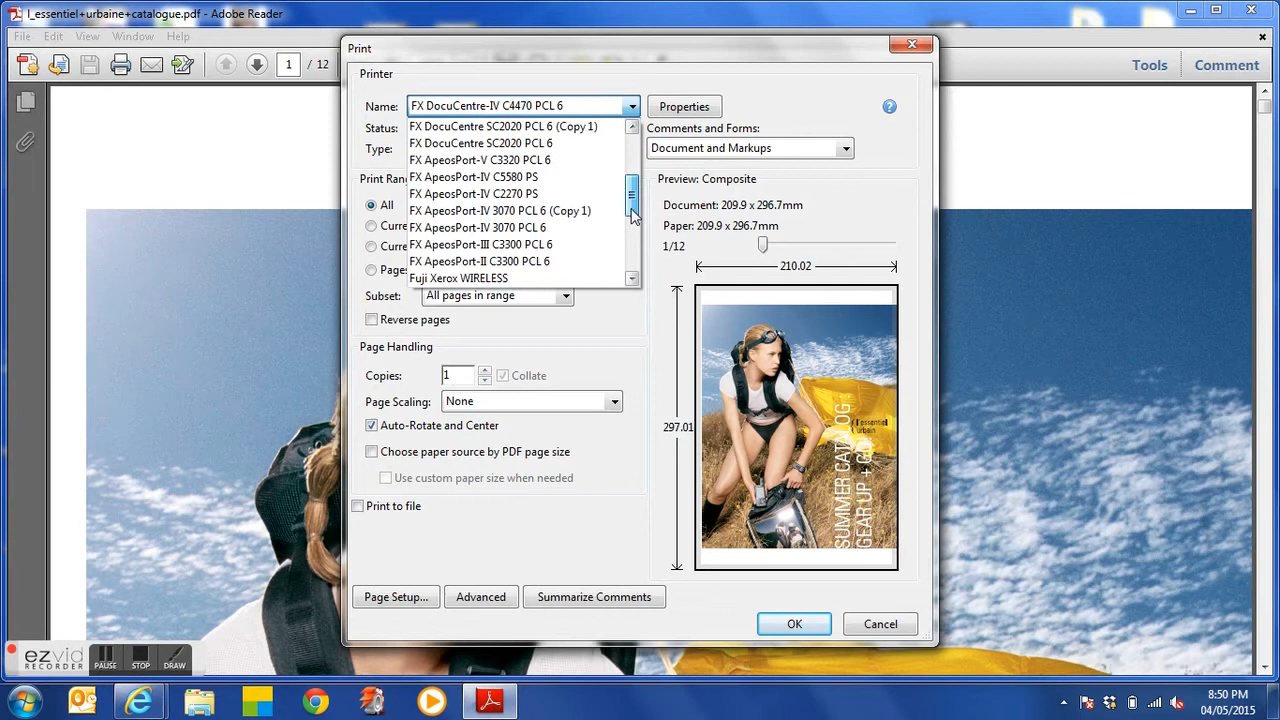 l_essentiel+urbaine+catalogue.pdf - Adobe Reader
File Edit View Window Help
1 / 12
Tools Comment
Print
Printer
Name: FX DocuCentre-IV C4470 PCL 6 Properties
Status:
Type:
FX DocuCentre SC2020 PCL 6 (Copy 1)
FX DocuCentre SC2020 PCL 6
FX ApeosPort-V C3320 PCL 6
FX ApeosPort-IV C5580 PS
FX ApeosPort-IV C2270 PS
FX ApeosPort-IV 3070 PCL 6 (Copy 1)
FX ApeosPort-IV 3070 PCL 6
FX ApeosPort-III C3300 PCL 6
FX ApeosPort-II C3300 PCL 6
Fuji Xerox WIRELESS
Comments and Forms:
Document and Markups
Print Rang
All
Curre
Curre
Pages
Subset: All pages in range
Reverse pages
Page Handling
Copies: 1 Collate
Page Scaling: None
Auto-Rotate and Center
Choose paper source by PDF page size
Use custom paper size when needed
Print to file
Preview: Composite
Document: 209.9 x 296.7mm
Paper: 209.9 x 296.7mm
1/12
210.02
297.01
l'essentiel
urbain
SUMMER CATALOG
GEAR UP + GO
Page Setup... Advanced Summarize Comments
OK Cancel
ezvid
RECORDER
PAUSE STOP DRAW
8:50 PM
04/05/2015